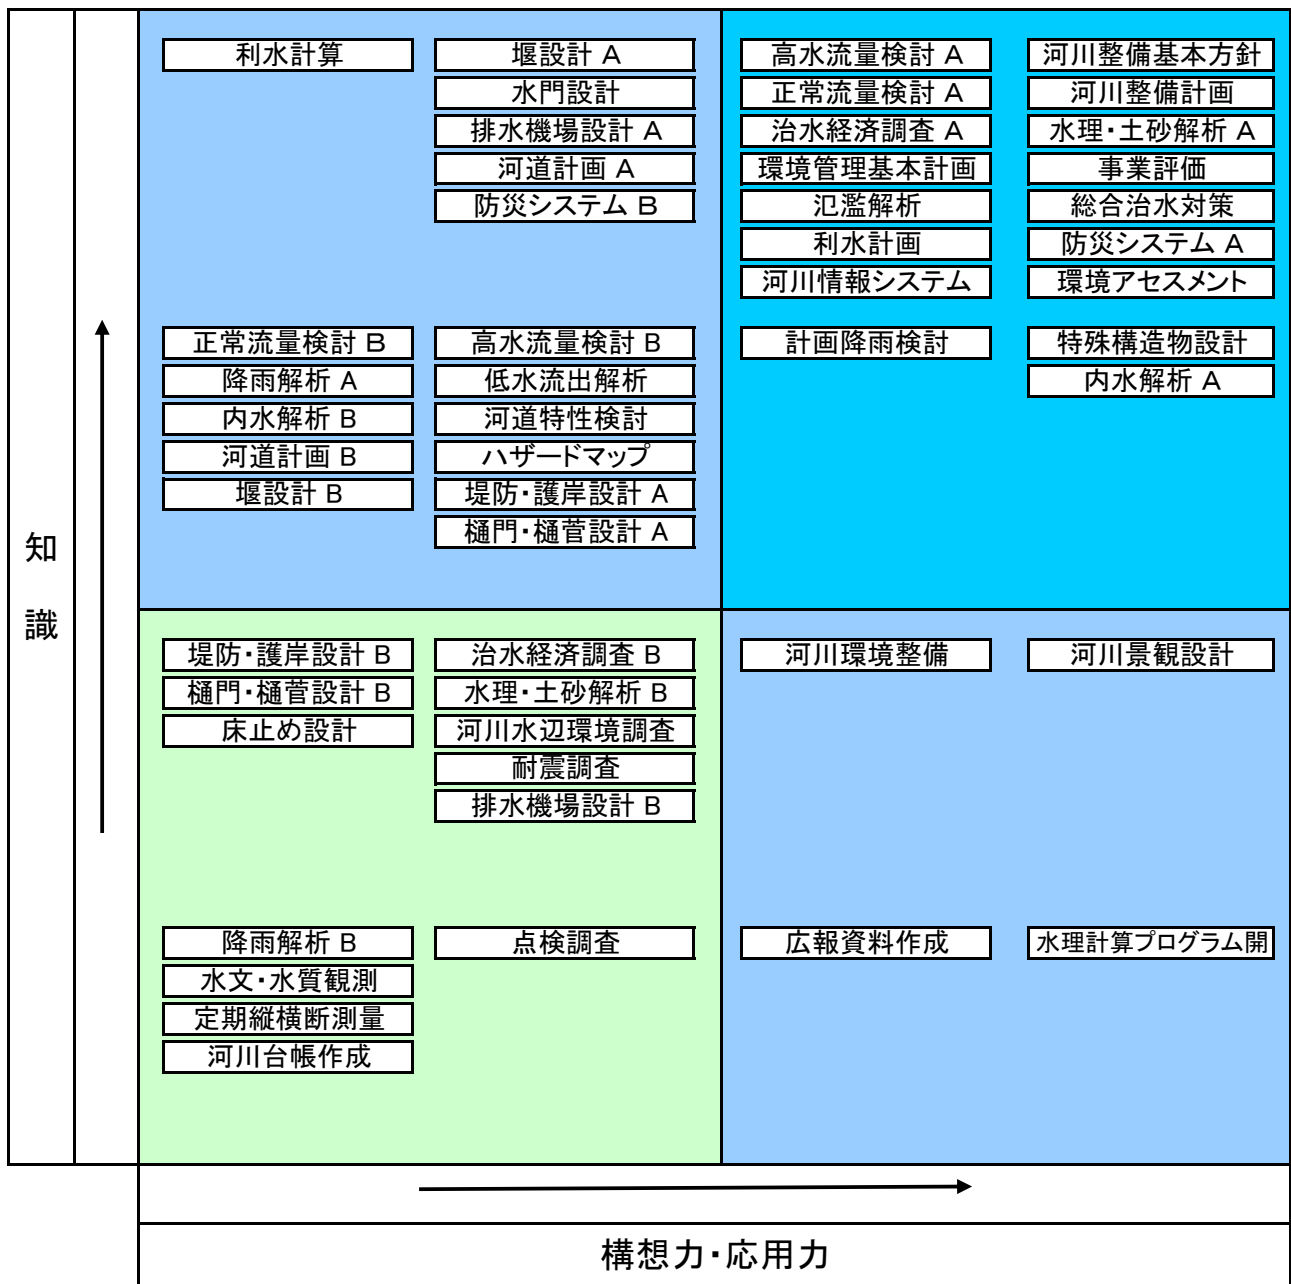 利水計算
堰設計 A
水門設計
排水機場設計 A
河道計画 A
防災システム B
高水流量検討 A
正常流量検討 A
治水経済調査 A
環境管理基本計画
氾濫解析
利水計画
河川情報システム
河川整備基本方針
河川整備計画
水理・土砂解析 A
事業評価
総合治水対策
防災システム A
環境アセスメント
正常流量検討 B
降雨解析 A
内水解析 B
河道計画 B
堰設計 B
高水流量検討 B
低水流出解析
河道特性検討
ハザードマップ
堤防・護岸設計 A
樋門・樋菅設計 A
計画降雨検討
特殊構造物設計
内水解析 A
知
識
堤防・護岸設計 B
樋門・樋菅設計 B
床止め設計
治水経済調査 B
水理・土砂解析 B
河川水辺環境調査
耐震調査
排水機場設計 B
河川環境整備
河川景観設計
降雨解析 B
水文・水質観測
定期縦横断測量
河川台帳作成
点検調査
広報資料作成
水理計算プログラム開
構想力・応用力